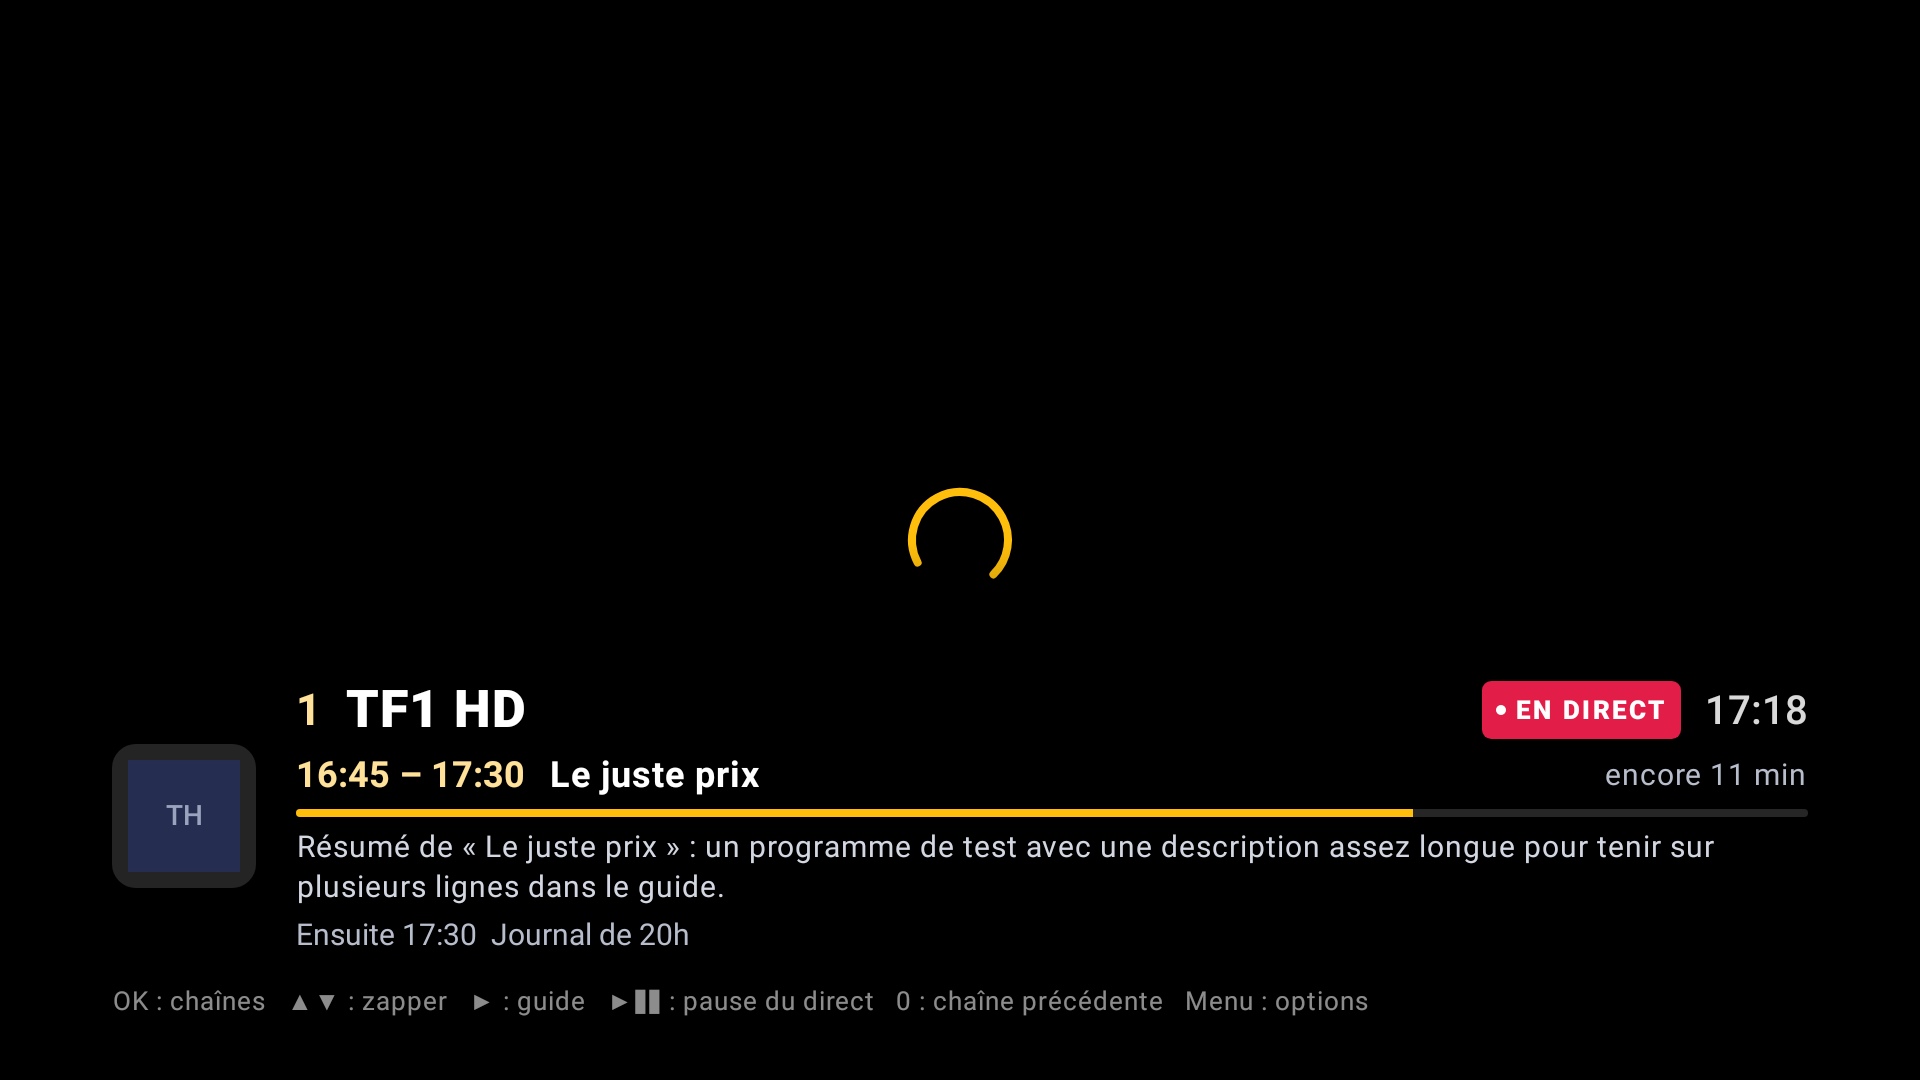 1 TF1 HD
• EN DIRECT 17:18
16:45 – 17:30 Le juste prix
encore 11 min
TH
Résumé de « Le juste prix » : un programme de test avec une description assez longue pour tenir sur
plusieurs lignes dans le guide.
Ensuite 17:30 Journal de 20h
OK : chaînes ▲▼ : zapper ► : guide ►▮▮ : pause du direct 0 : chaîne précédente Menu : options